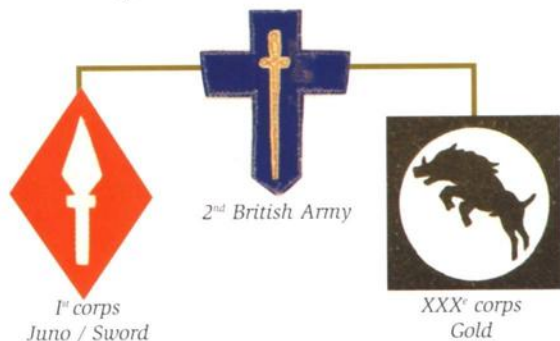 2nd British Army
Ist corps
Juno / Sword
XXXe corps
Gold